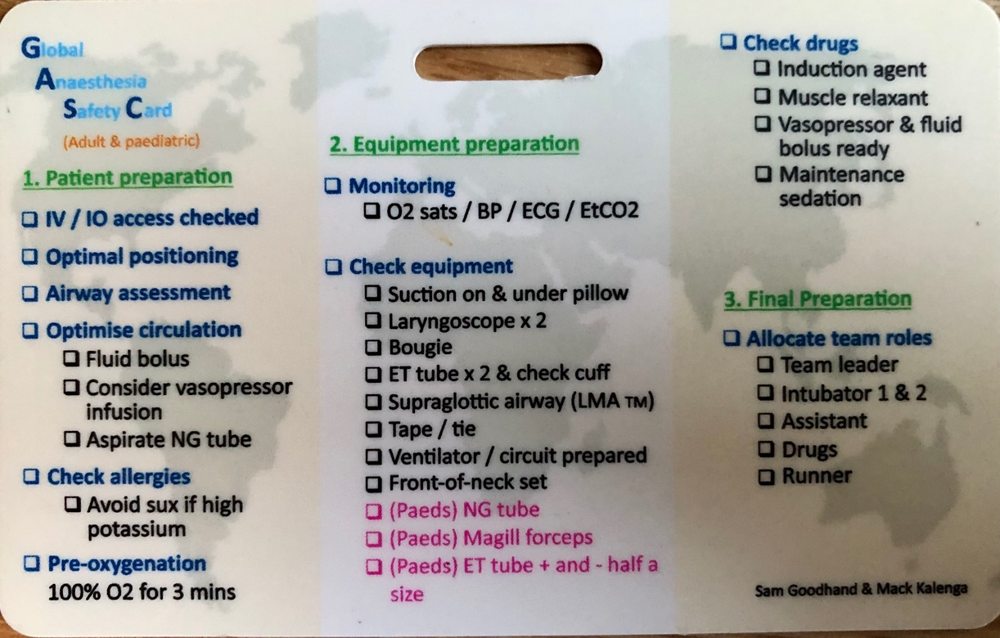 Global
Anaesthesia
Safety Card
(Adult & paediatric)
1. Patient preparation
❑ IV / IO access checked
❑ Optimal positioning
❑ Airway assessment
❑ Optimise circulation
❑ Fluid bolus
❑ Consider vasopressor
infusion
❑ Aspirate NG tube
❑ Check allergies
❑ Avoid sux if high
potassium
❑ Pre-oxygenation
100% O2 for 3 mins
2. Equipment preparation
❑ Monitoring
❑ O2 sats / BP / ECG / EtCO2
❑ Check equipment
❑ Suction on & under pillow
❑ Laryngoscope x 2
❑ Bougie
❑ ET tube x 2 & check cuff
❑ Supraglottic airway (LMA TM)
❑ Tape / tie
❑ Ventilator / circuit prepared
❑ Front-of-neck set
❑ (Paeds) NG tube
❑ (Paeds) Magill forceps
❑ (Paeds) ET tube + and - half a
size
❑ Check drugs
❑ Induction agent
❑ Muscle relaxant
❑ Vasopressor & fluid
bolus ready
❑ Maintenance
sedation
3. Final Preparation
❑ Allocate team roles
❑ Team leader
❑ Intubator 1 & 2
❑ Assistant
❑ Drugs
❑ Runner
Sam Goodhand & Mack Kalenga